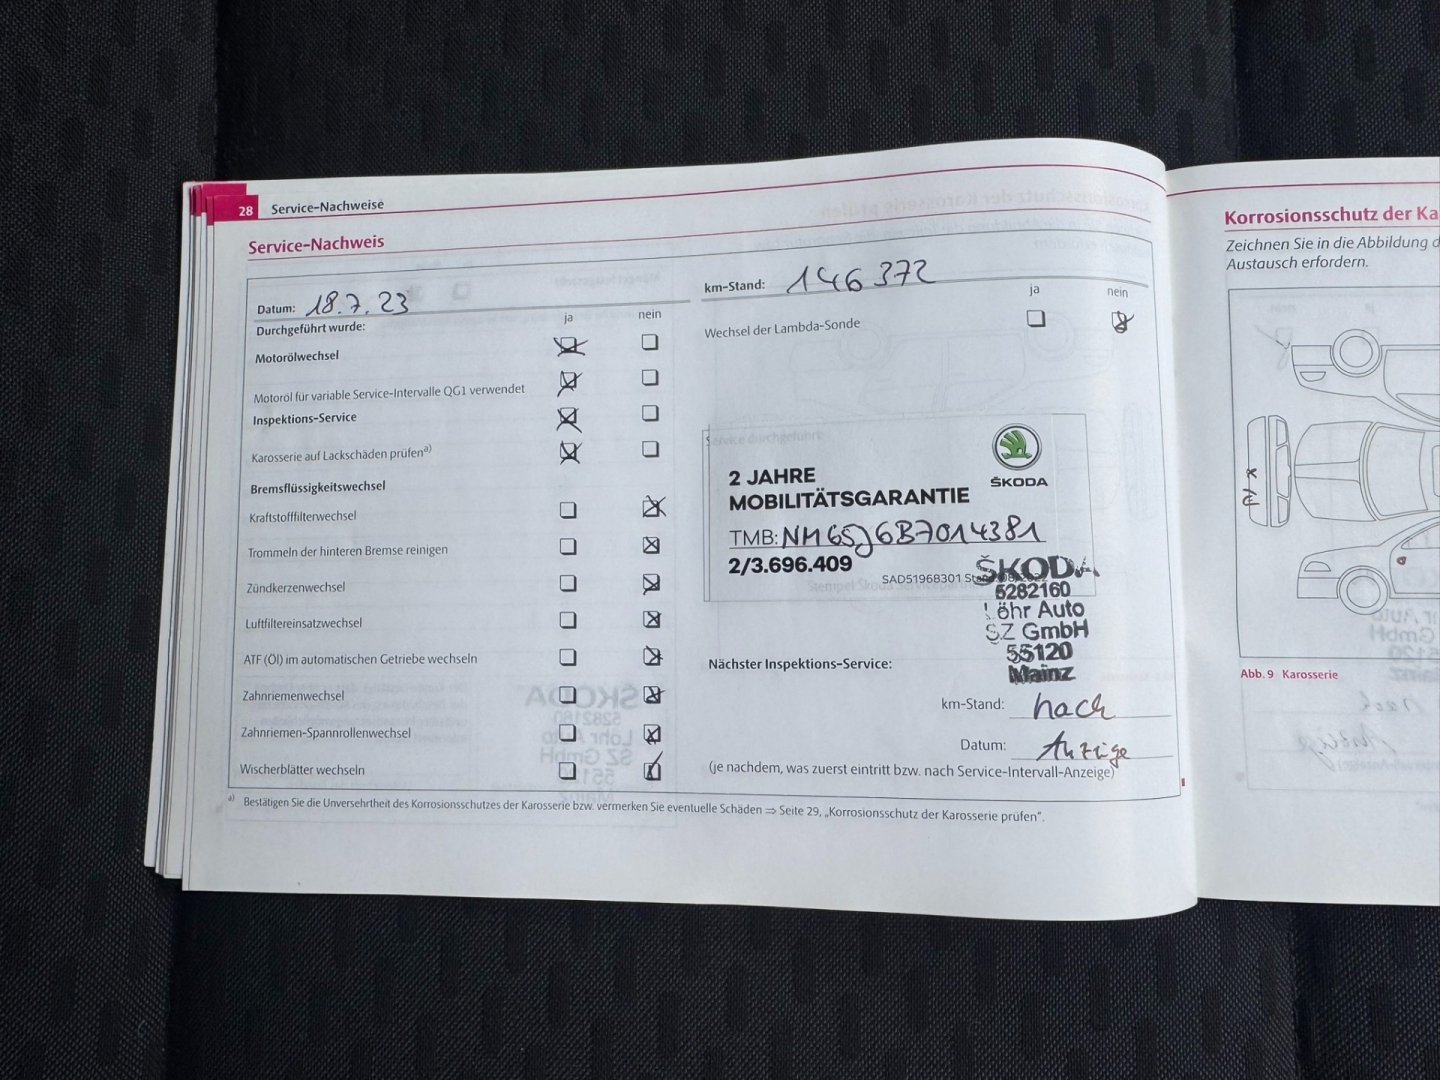 28 Service-Nachweise
Service-Nachweis
Datum: 18.7.23
Durchgeführt wurde: ja nein
Motorölwechsel
Motoröl für variable Service-Intervalle QG1 verwendet
Inspektions-Service
Karosserie auf Lackschäden prüfen a)
Bremsflüssigkeitswechsel
Kraftstofffilterwechsel
Trommeln der hinteren Bremse reinigen
Zündkerzenwechsel
Luftfiltereinsatzwechsel
ATF (Öl) im automatischen Getriebe wechseln
Zahnriemenwechsel
Zahnriemen-Spannrollenwechsel
Wischerblätter wechseln
km-Stand: 146 372
ja nein
Wechsel der Lambda-Sonde
Service durchgeführt:
ŠKODA
2 JAHRE
MOBILITÄTSGARANTIE
TMB: NM65J6B7014381
2/3.696.409
SAD51968301
ŠKODA
5282160
Löhr Auto
SZ GmbH
55120
Mainz
Nächster Inspektions-Service:
km-Stand: nach
Datum: Anzeige
(je nachdem, was zuerst eintritt bzw. nach Service-Intervall-Anzeige)
a) Bestätigen Sie die Unversehrtheit des Korrosionsschutzes der Karosserie bzw. vermerken Sie eventuelle Schäden ⇒ Seite 29, „Korrosionsschutz der Karosserie prüfen“.
Korrosionsschutz der Ka
Zeichnen Sie in die Abbildung d
Austausch erfordern.
Abb. 9 Karosserie